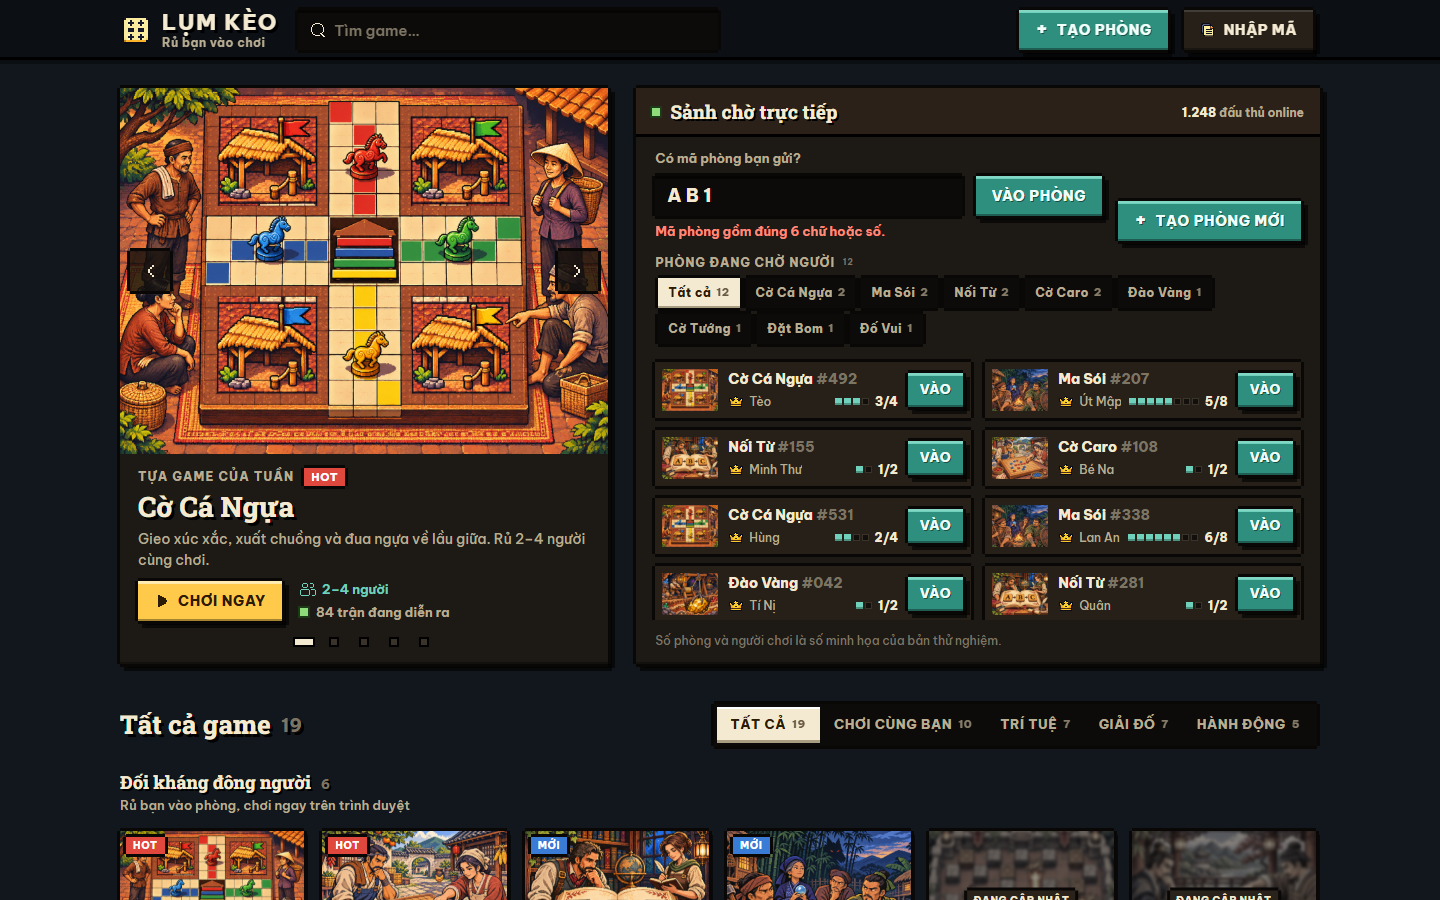 LỤM KÈO
Rủ bạn vào chơi
Tìm game...
+ TẠO PHÒNG
NHẬP MÃ
TỰA GAME CỦA TUẦN HOT
Cờ Cá Ngựa
Gieo xúc xắc, xuất chuồng và đua ngựa về lầu giữa. Rủ 2–4 người
cùng chơi.
CHƠI NGAY
2–4 người
84 trận đang diễn ra
Sảnh chờ trực tiếp
1.248 đấu thủ online
Có mã phòng bạn gửi?
AB1
VÀO PHÒNG
+ TẠO PHÒNG MỚI
Mã phòng gồm đúng 6 chữ hoặc số.
PHÒNG ĐANG CHỜ NGƯỜI 12
Tất cả 12
Cờ Cá Ngựa 2
Ma Sói 2
Nối Từ 2
Cờ Caro 2
Đào Vàng 1
Cờ Tướng 1
Đặt Bom 1
Đố Vui 1
Cờ Cá Ngựa #492
Tèo 3/4
VÀO
Ma Sói #207
Út Mập 5/8
VÀO
Nối Từ #155
Minh Thư 1/2
VÀO
Cờ Caro #108
Bé Na 1/2
VÀO
Cờ Cá Ngựa #531
Hùng 2/4
VÀO
Ma Sói #338
Lan An 6/8
VÀO
Đào Vàng #042
Tí Nị 1/2
VÀO
Nối Từ #281
Quân 1/2
VÀO
Số phòng và người chơi là số minh họa của bản thử nghiệm.
Tất cả game 19
TẤT CẢ 19
CHƠI CÙNG BẠN 10
TRÍ TUỆ 7
GIẢI ĐỐ 7
HÀNH ĐỘNG 5
Đối kháng đông người 6
Rủ bạn vào phòng, chơi ngay trên trình duyệt
HOT
HOT
MỚI
MỚI
ĐANG CẬP NHẬT
ĐANG CẬP NHẬT